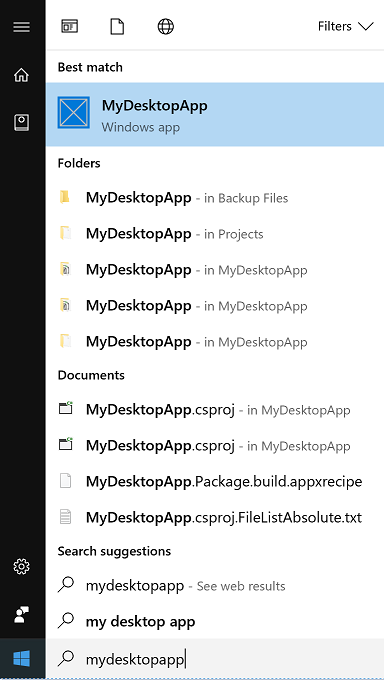 Filters
Best match
MyDesktopApp
Windows app
Folders
MyDesktopApp - in Backup Files
MyDesktopApp - in Projects
MyDesktopApp - in MyDesktopApp
MyDesktopApp - in MyDesktopApp
MyDesktopApp - in MyDesktopApp
Documents
MyDesktopApp.csproj - in MyDesktopApp
MyDesktopApp.csproj - in MyDesktopApp
MyDesktopApp.Package.build.appxrecipe
MyDesktopApp.csproj.FileListAbsolute.txt
Search suggestions
mydesktopapp - See web results
my desktop app
mydesktopapp